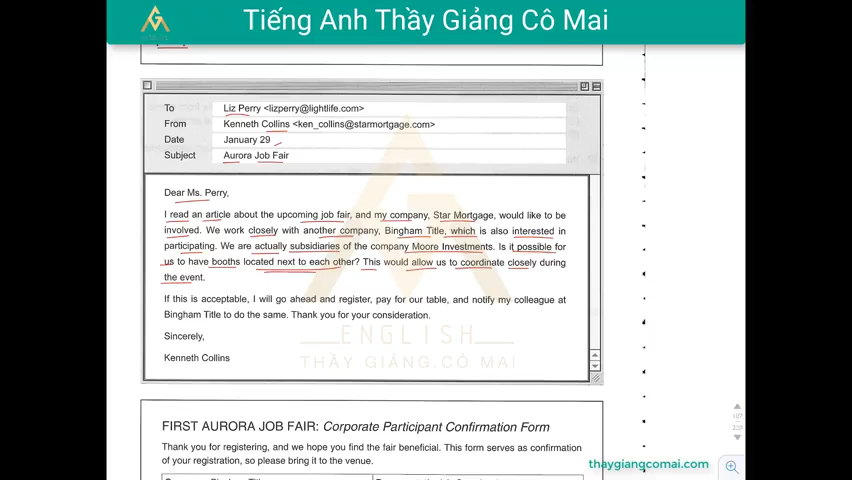 Tiếng Anh Thầy Giảng Cô Mai
To Liz Perry <lizperry@lightlife.com>
From Kenneth Collins <ken_collins@starmortgage.com>
Date January 29
Subject Aurora Job Fair
Dear Ms. Perry,
I read an article about the upcoming job fair, and my company, Star Mortgage, would like to be
involved. We work closely with another company, Bingham Title, which is also interested in
participating. We are actually subsidiaries of the company Moore Investments. Is it possible for
us to have booths located next to each other? This would allow us to coordinate closely during
the event.
If this is acceptable, I will go ahead and register, pay for our table, and notify my colleague at
Bingham Title to do the same. Thank you for your consideration.
Sincerely,
ENGLISH
Kenneth Collins
THẦY GIẢNG.CÔ MAI
FIRST AURORA JOB FAIR: Corporate Participant Confirmation Form
Thank you for registering, and we hope you find the fair beneficial. This form serves as confirmation
of your registration, so please bring it to the venue.
thaygiangcomai.com